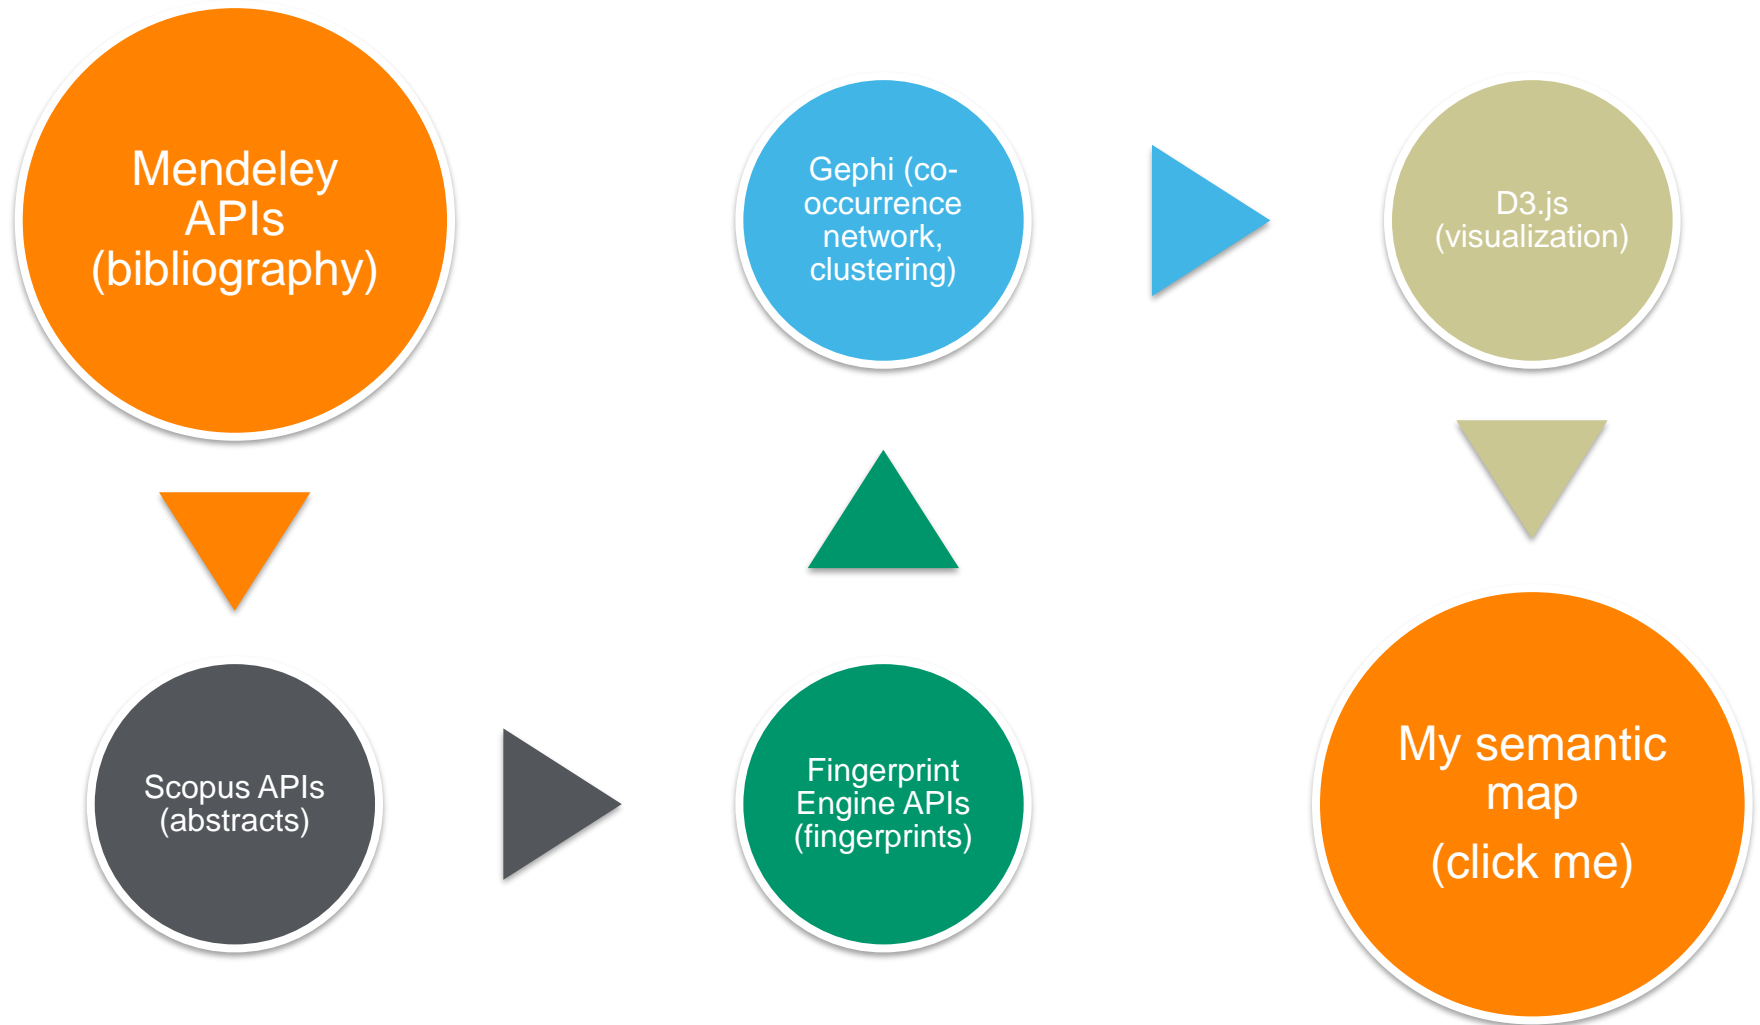 Mendeley
APIs
(bibliography)
Scopus APIs
(abstracts)
Fingerprint
Engine APIs
(fingerprints)
Gephi (co-
occurrence
network,
clustering)
D3.js
(visualization)
My semantic
map
(click me)